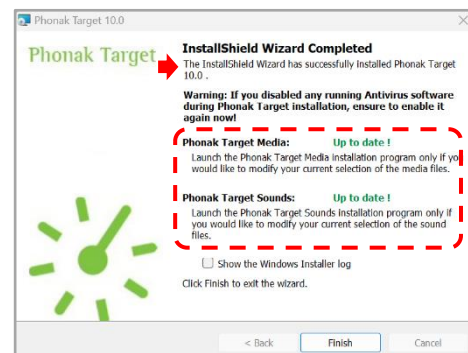 Phonak Target 10.0
Phonak Target
InstallShield Wizard Completed
The InstallShield Wizard has successfully installed Phonak Target
10.0 .
Warning: If you disabled any running Antivirus software
during Phonak Target installation, ensure to enable it
again now!
Phonak Target Media: Up to date !
Launch the Phonak Target Media installation program only if you
would like to modify your current selection of the media files.
Phonak Target Sounds: Up to date !
Launch the Phonak Target Sounds installation program only if
you would like to modify your current selection of the sound
files.
Show the Windows Installer log
Click Finish to exit the wizard.
< Back
Finish
Cancel